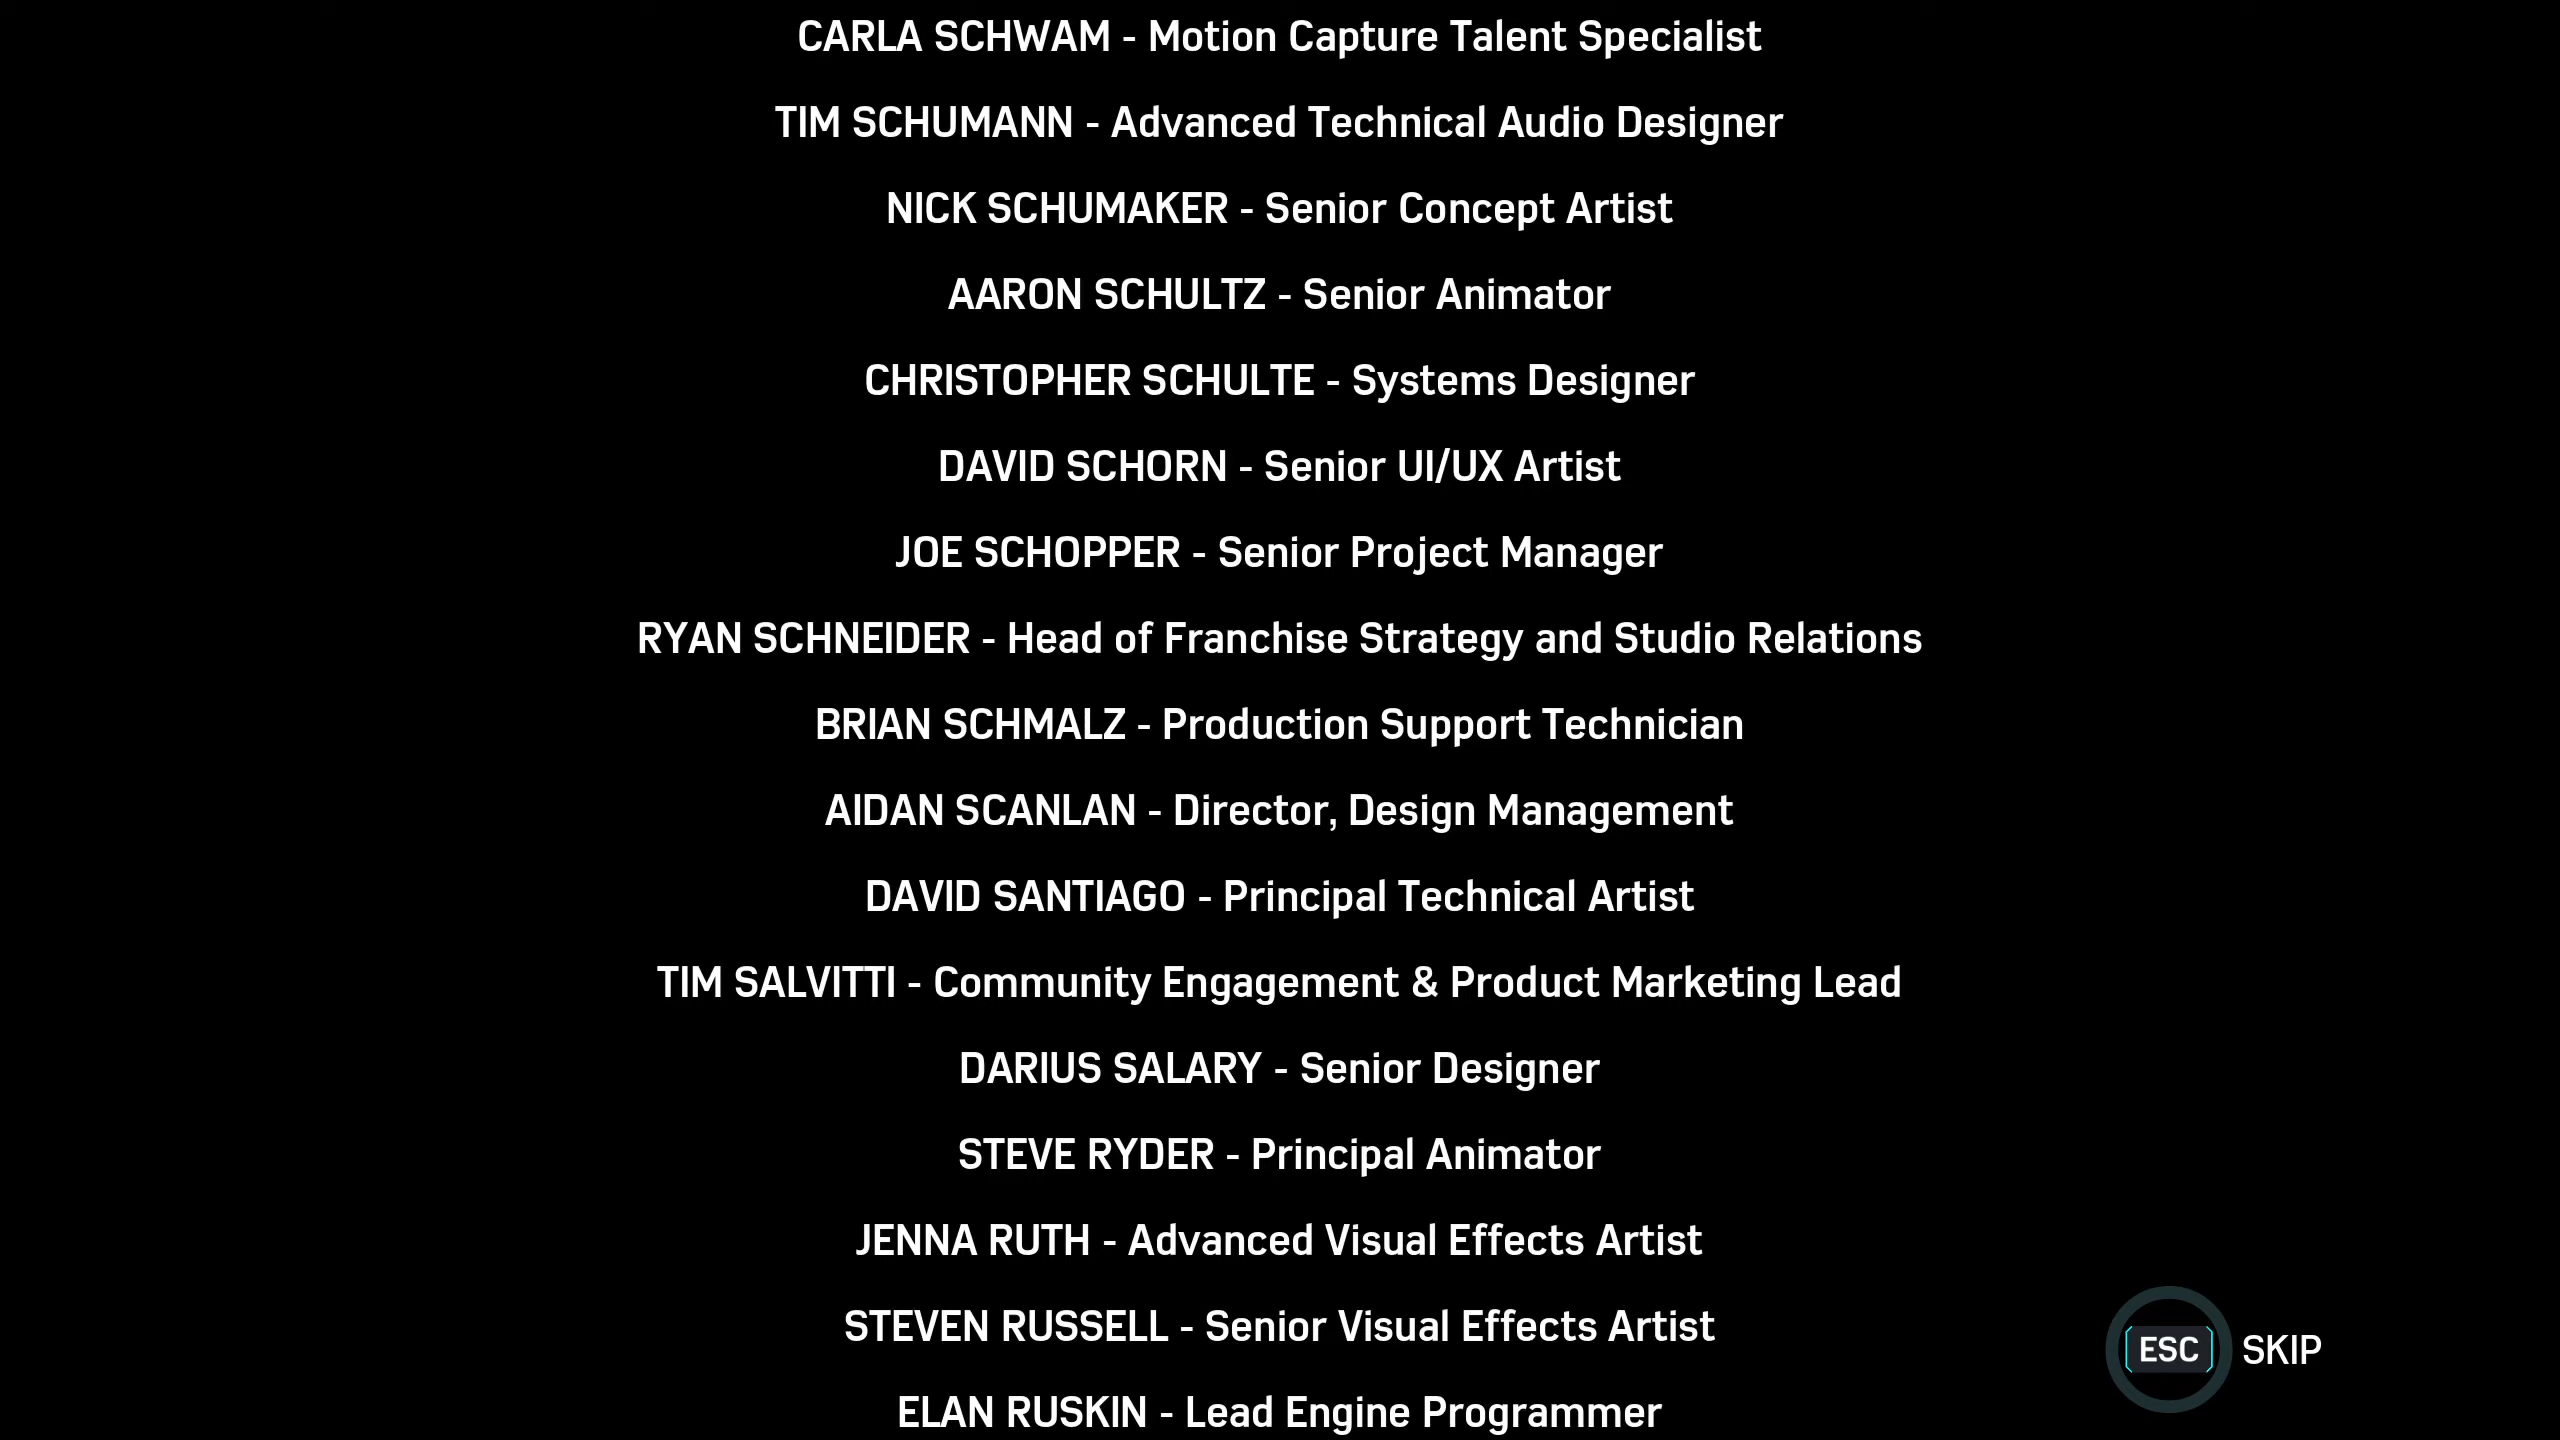 CARLA SCHWAM - Motion Capture Talent Specialist
TIM SCHUMANN - Advanced Technical Audio Designer
NICK SCHUMAKER - Senior Concept Artist
AARON SCHULTZ - Senior Animator
CHRISTOPHER SCHULTE - Systems Designer
DAVID SCHORN - Senior UI/UX Artist
JOE SCHOPPER - Senior Project Manager
RYAN SCHNEIDER - Head of Franchise Strategy and Studio Relations
BRIAN SCHMALZ - Production Support Technician
AIDAN SCANLAN - Director, Design Management
DAVID SANTIAGO - Principal Technical Artist
TIM SALVITTI - Community Engagement & Product Marketing Lead
DARIUS SALARY - Senior Designer
STEVE RYDER - Principal Animator
JENNA RUTH - Advanced Visual Effects Artist
STEVEN RUSSELL - Senior Visual Effects Artist
ESC SKIP
ELAN RUSKIN - Lead Engine Programmer